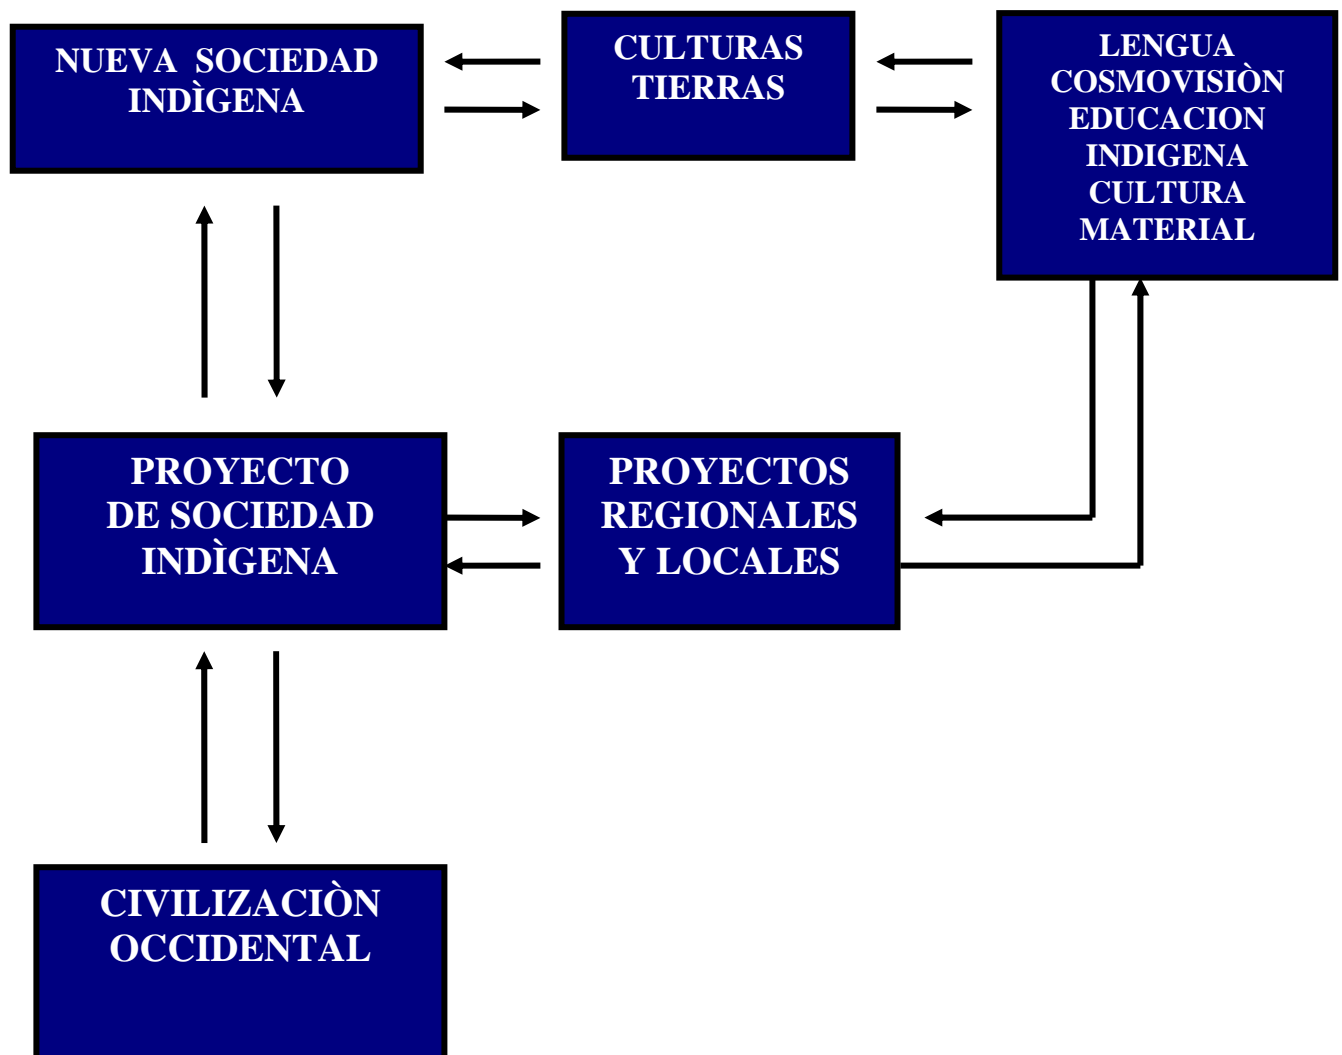 NUEVA SOCIEDAD
INDÌGENA
CULTURAS
TIERRAS
LENGUA
COSMOVISIÒN
EDUCACION
INDIGENA
CULTURA
MATERIAL
PROYECTO
DE SOCIEDAD
INDÌGENA
PROYECTOS
REGIONALES
Y LOCALES
CIVILIZACIÒN
OCCIDENTAL